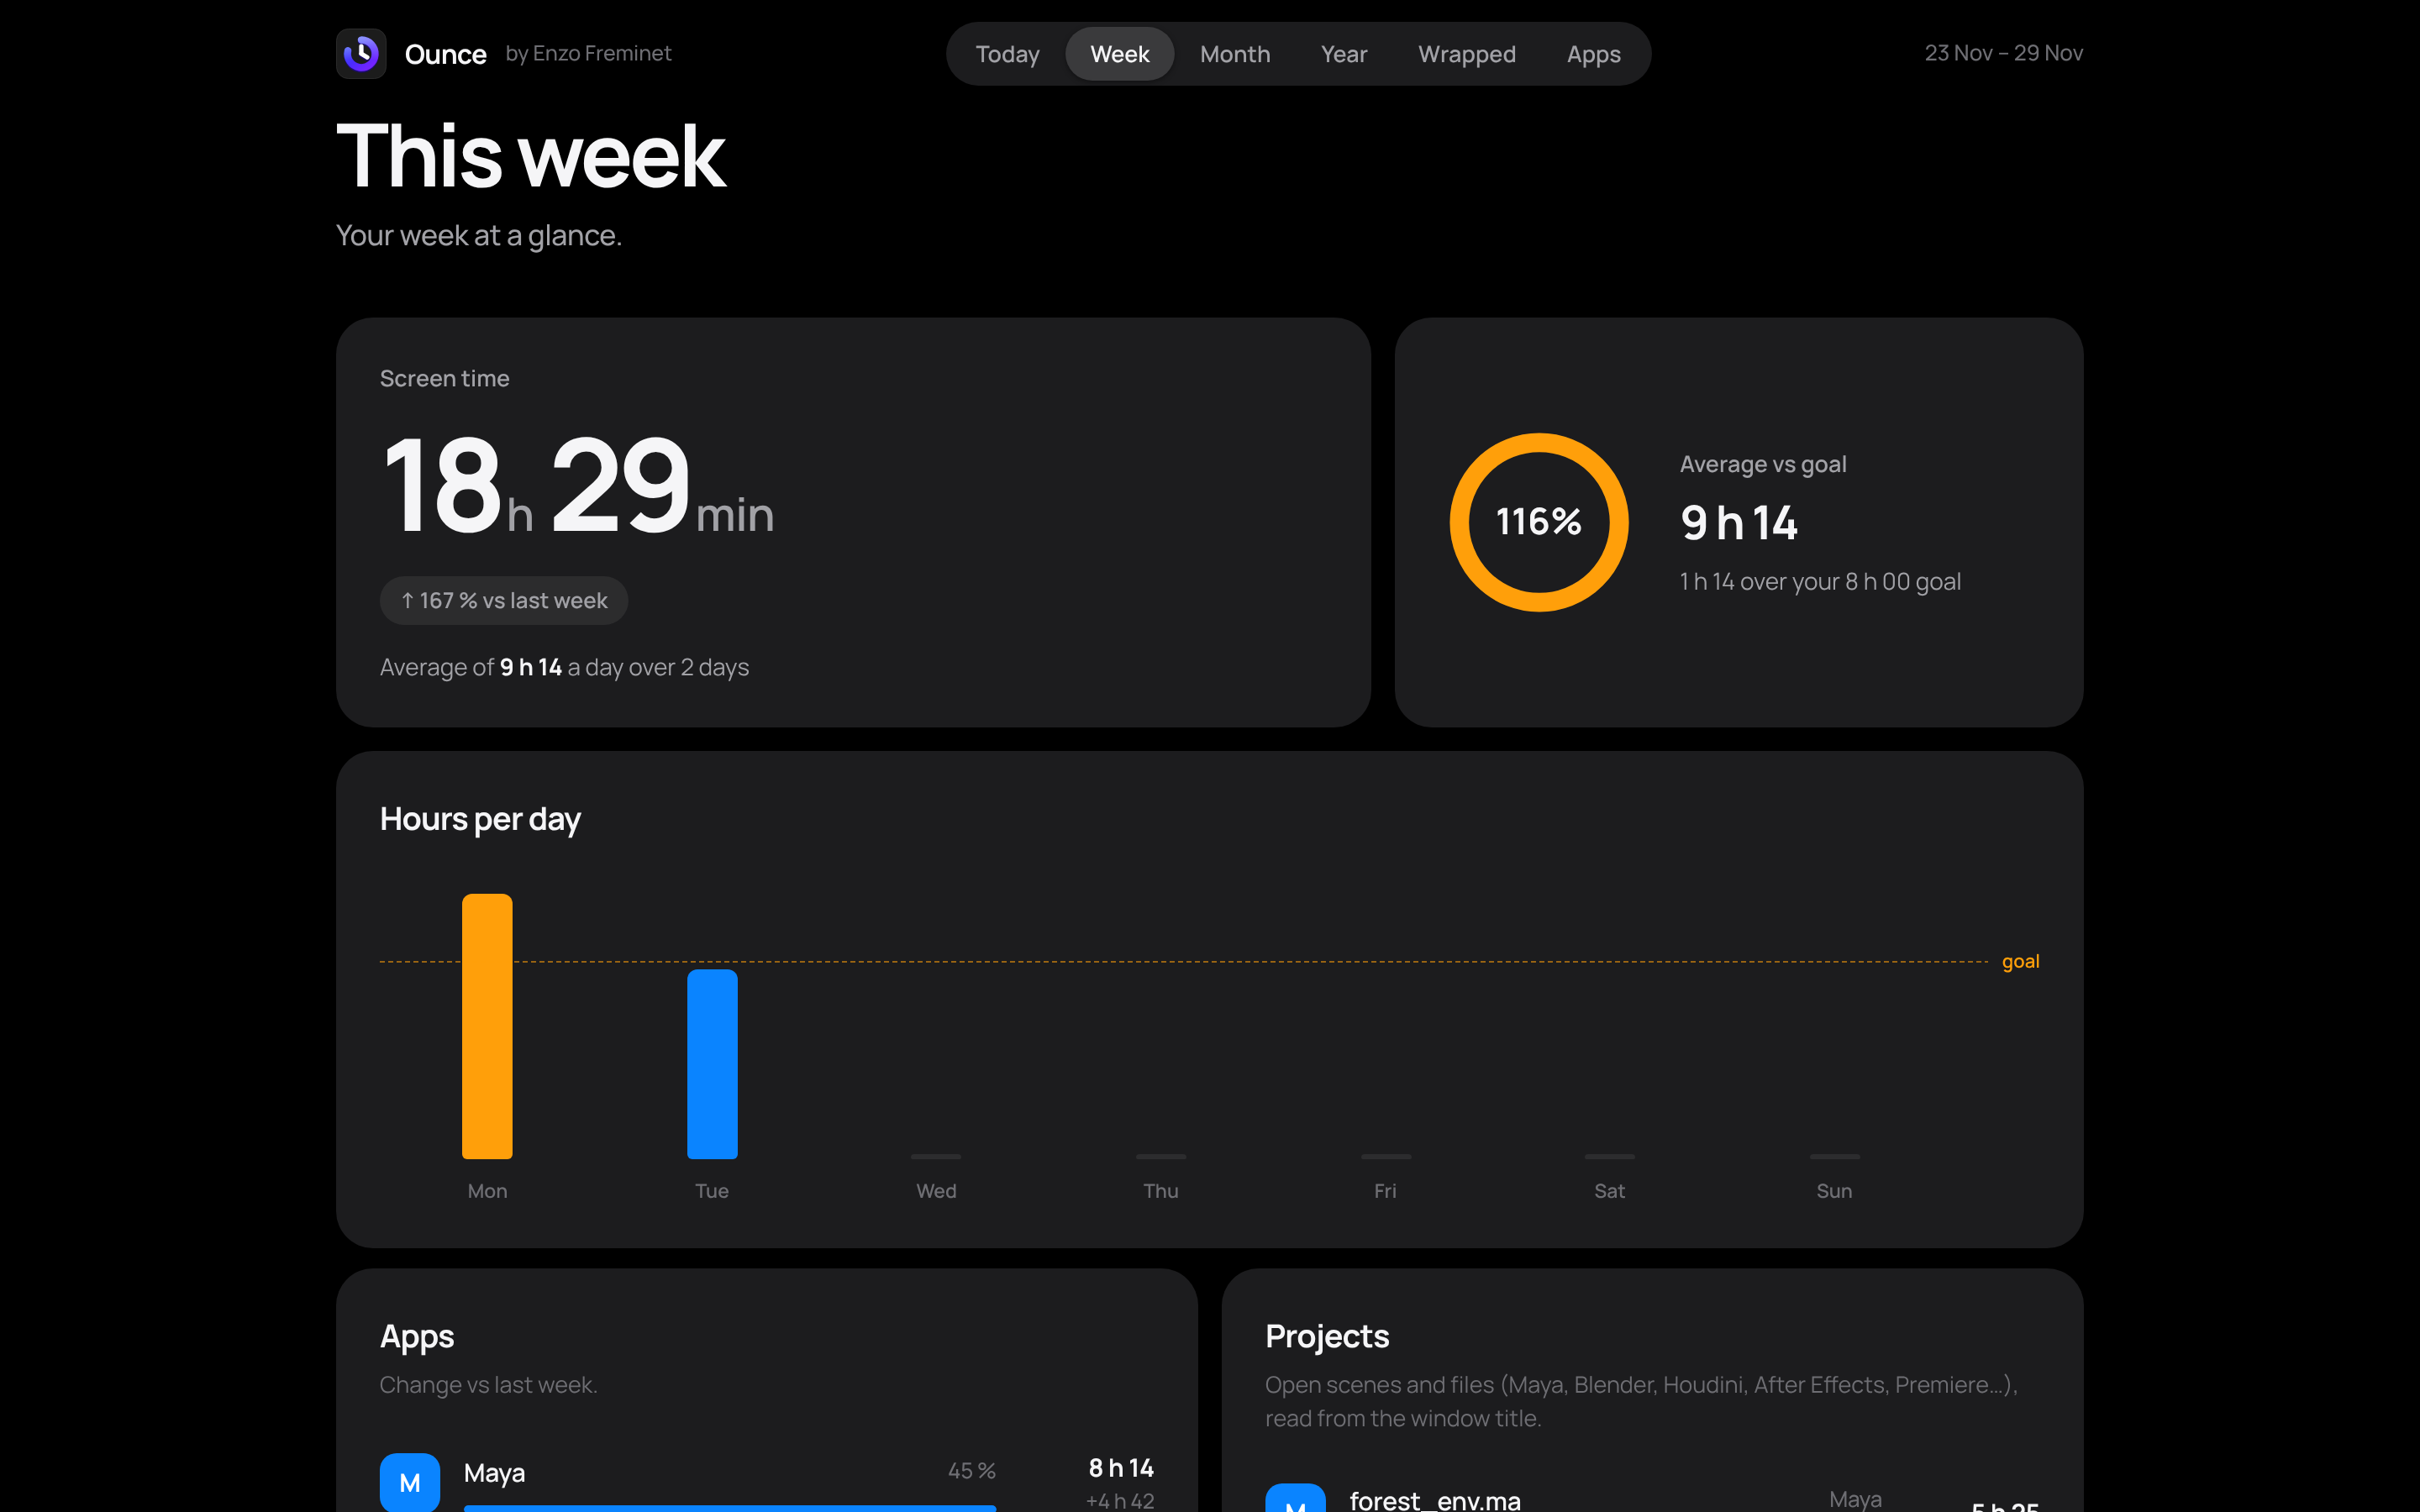 Ounce by Enzo Freminet
Today Week Month Year Wrapped Apps
23 Nov – 29 Nov
This week
Your week at a glance.
Screen time
18h 29min
↑ 167 % vs last week
Average of 9 h 14 a day over 2 days
116%
Average vs goal
9 h 14
1 h 14 over your 8 h 00 goal
Hours per day
goal
Mon Tue Wed Thu Fri Sat Sun
Apps
Change vs last week.
M Maya 45 % 8 h 14
+4 h 42
Projects
Open scenes and files (Maya, Blender, Houdini, After Effects, Premiere…),
read from the window title.
M forest_env.ma Maya 5 h 25